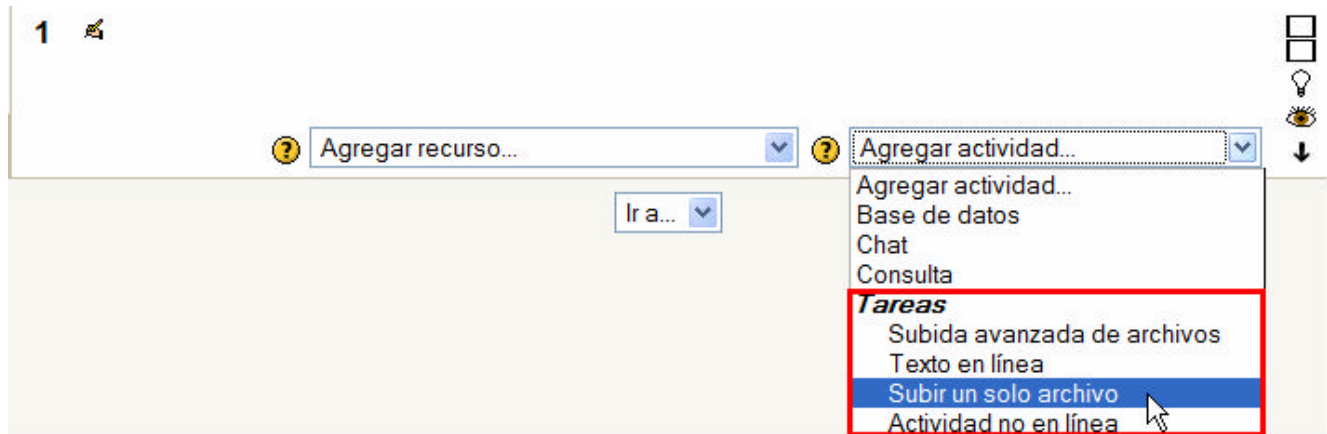 1
? Agregar recurso... ? Agregar actividad...
Ir a...
Agregar actividad...
Base de datos
Chat
Consulta
Tareas
Subida avanzada de archivos
Texto en línea
Subir un solo archivo
Actividad no en línea